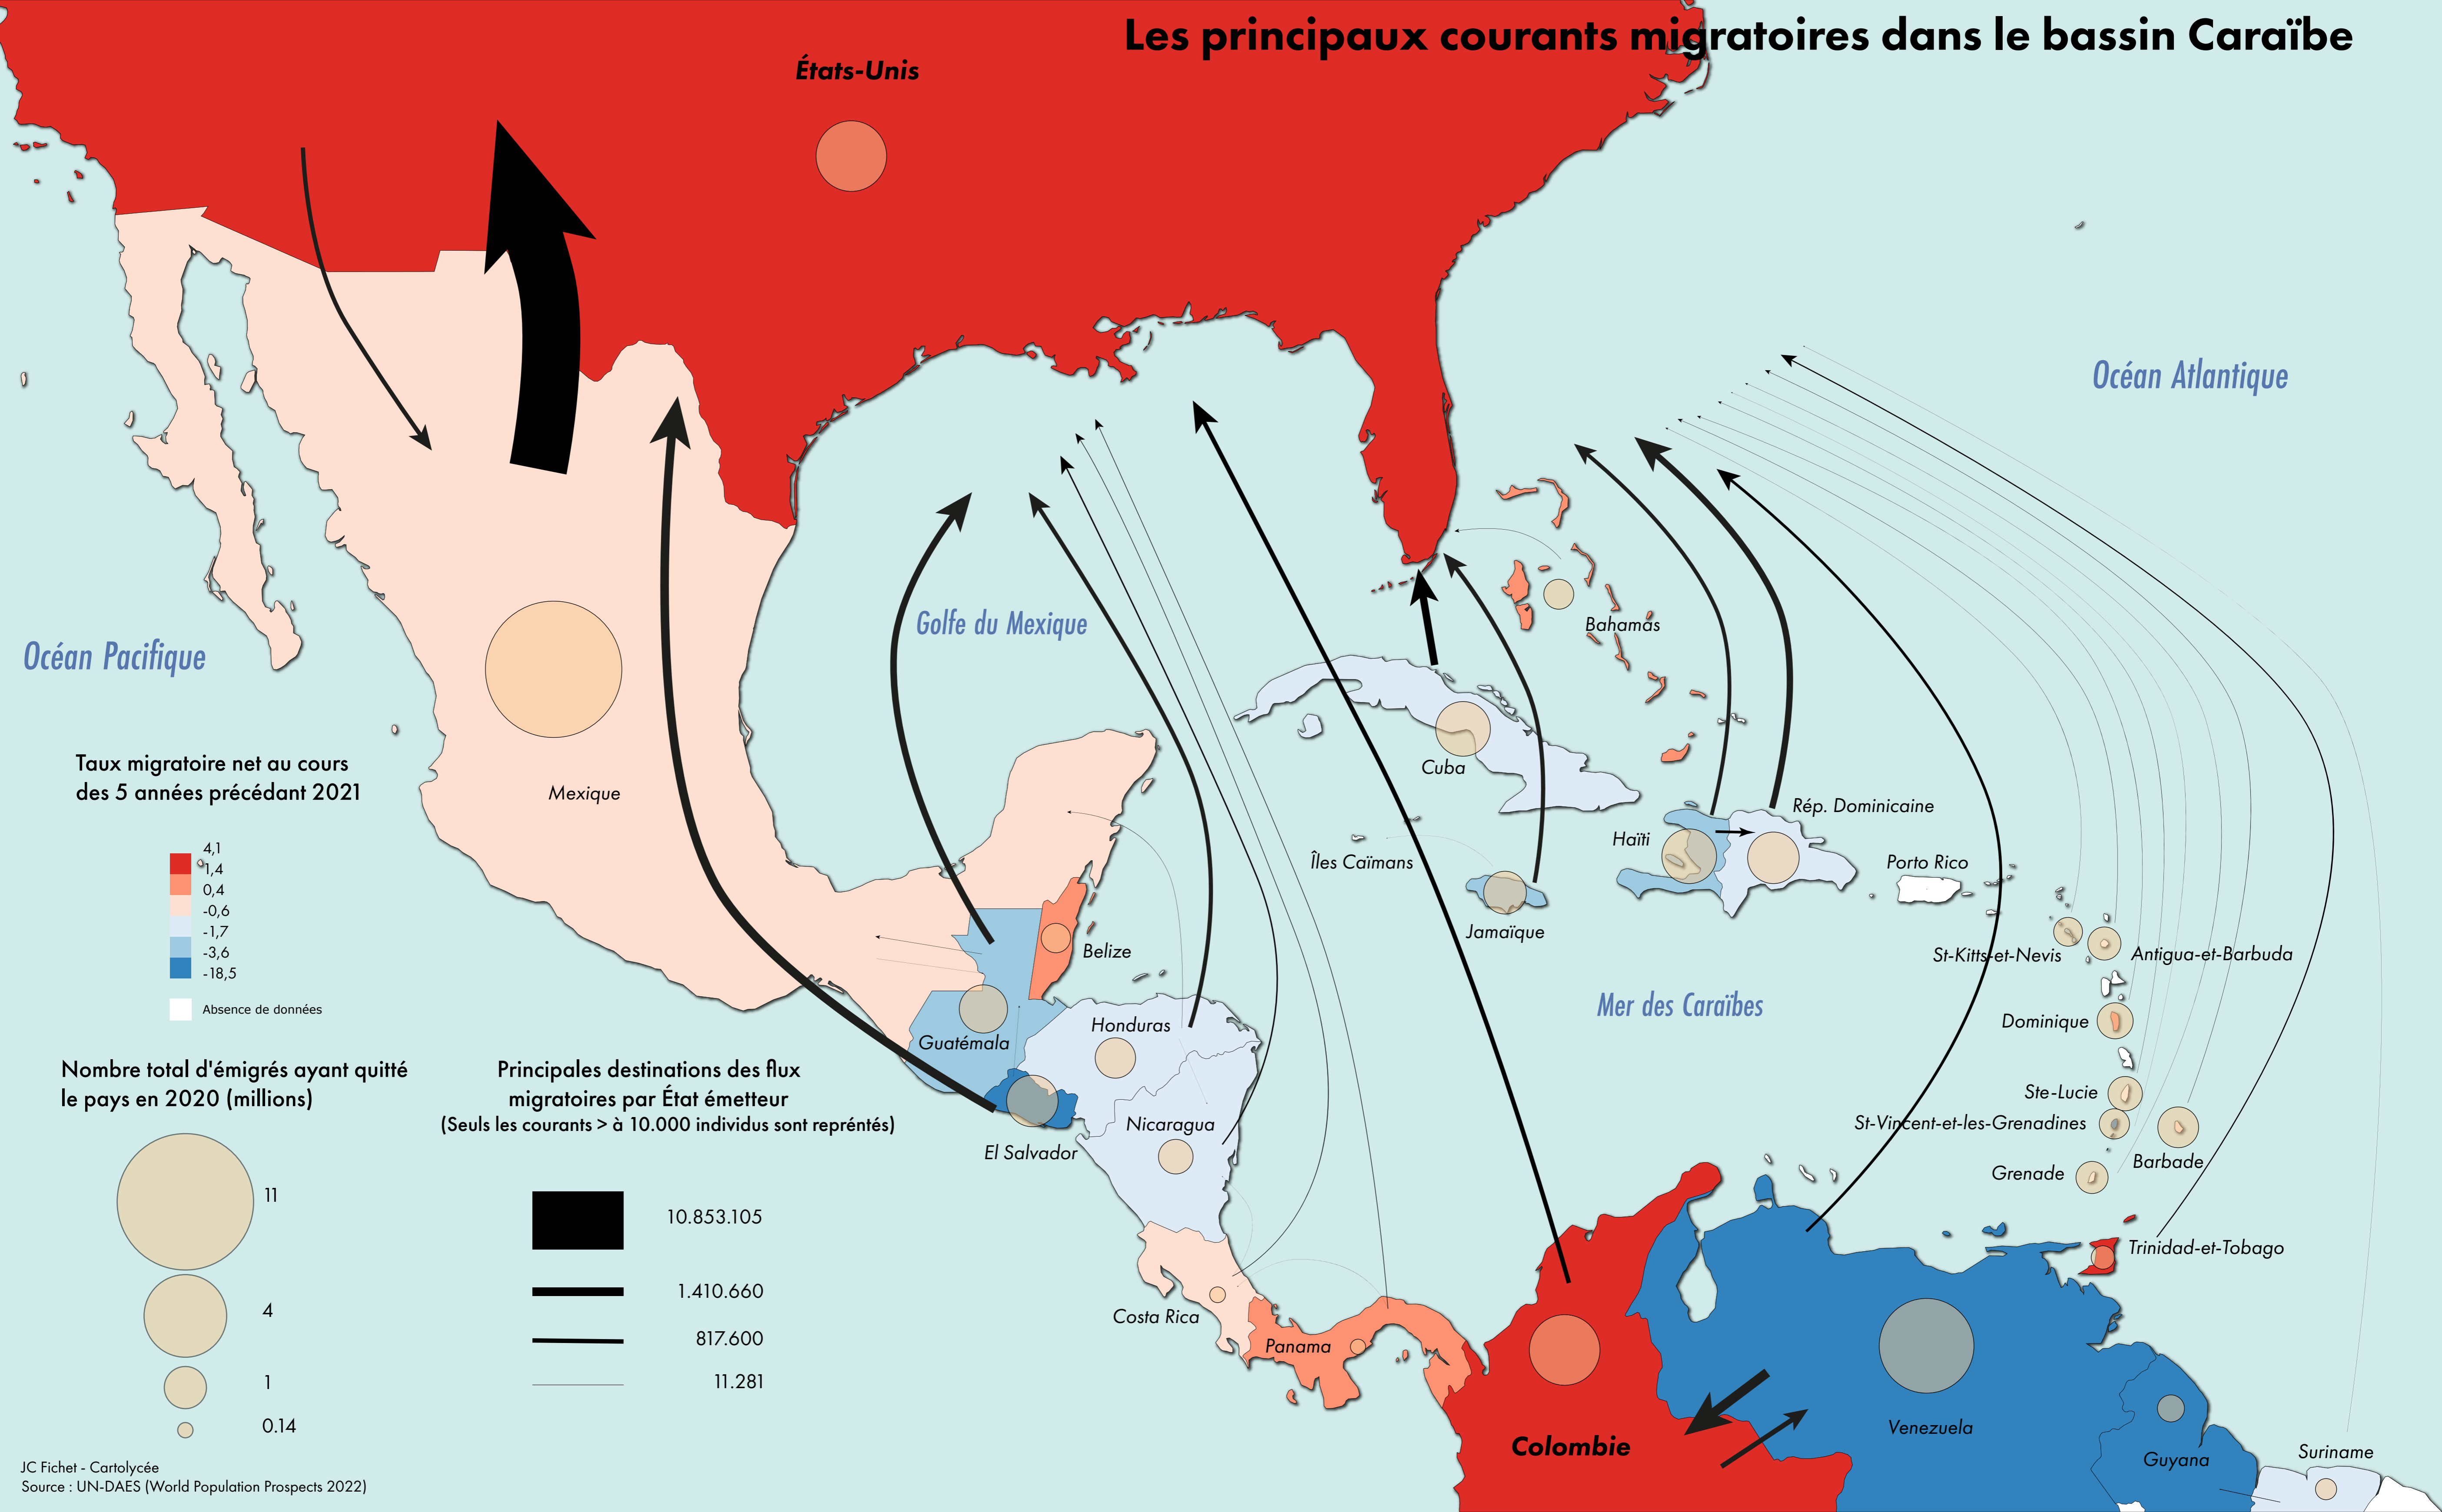 Les principaux courants migratoires dans le bassin Caraïbe
États-Unis
Océan Atlantique
Golfe du Mexique
Océan Pacifique
Bahamas
Mexique
Cuba
Rép. Dominicaine
Haïti
Îles Caïmans
Porto Rico
Jamaïque
Belize
St-Kitts-et-Nevis
Antigua-et-Barbuda
Mer des Caraïbes
Dominique
Honduras
Guatémala
Ste-Lucie
Nicaragua
St-Vincent-et-les-Grenadines
El Salvador
Barbade
Grenade
Trinidad-et-Tobago
Costa Rica
Panama
Colombie
Venezuela
Guyana
Suriname
Taux migratoire net au cours
des 5 années précédant 2021
4,1
1,4
0,4
-0,6
-1,7
-3,6
-18,5
Absence de données
Nombre total d'émigrés ayant quitté
le pays en 2020 (millions)
11
4
1
0.14
Principales destinations des flux
migratoires par État émetteur
(Seuls les courants > à 10.000 individus sont repréntés)
10.853.105
1.410.660
817.600
11.281
JC Fichet - Cartolycée
Source : UN-DAES (World Population Prospects 2022)